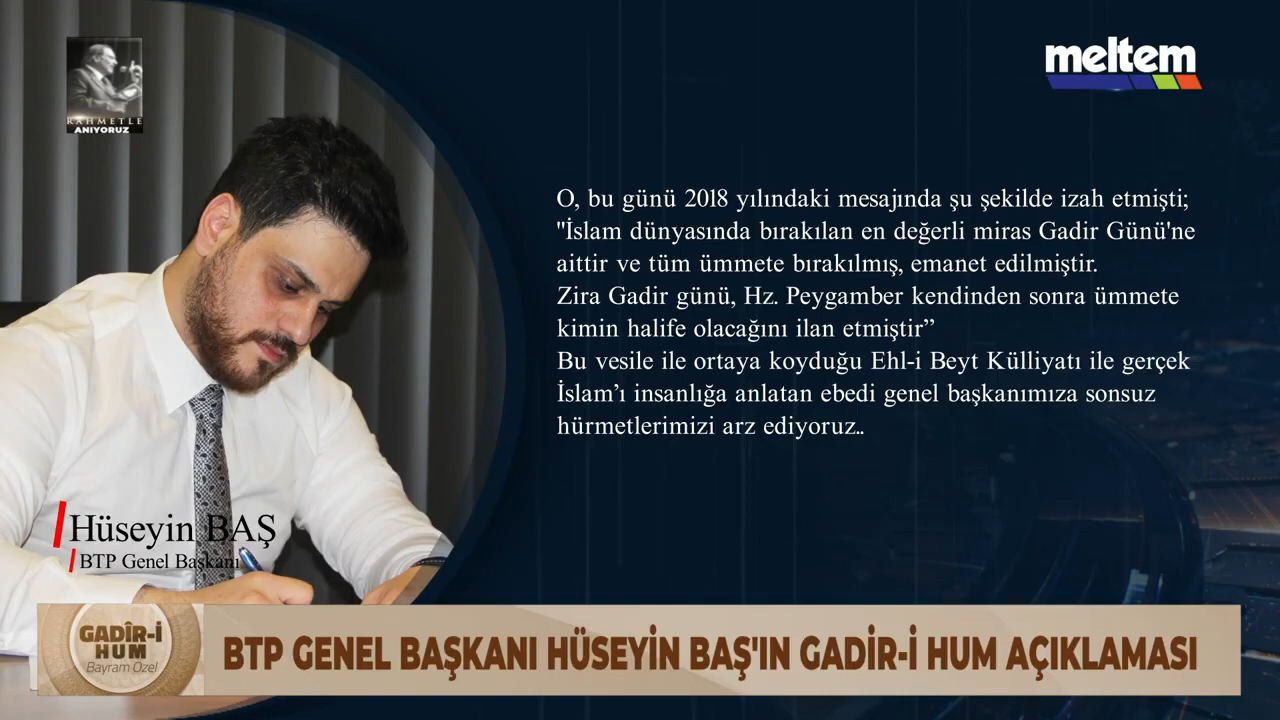 RAHMETLE
ANIYORUZ
meltem
O, bu günü 2018 yılındaki mesajında şu şekilde izah etmişti;
"İslam dünyasında bırakılan en değerli miras Gadir Günü'ne
aittir ve tüm ümmete bırakılmış, emanet edilmiştir.
Zira Gadir günü, Hz. Peygamber kendinden sonra ümmete
kimin halife olacağını ilan etmiştir”
Bu vesile ile ortaya koyduğu Ehl-i Beyt Külliyatı ile gerçek
İslam’ı insanlığa anlatan ebedi genel başkanımıza sonsuz
hürmetlerimizi arz ediyoruz..
Hüseyin BAŞ
BTP Genel Başkanı
GADÎR-İ
HUM
Bayram Özel
BTP GENEL BAŞKANI HÜSEYİN BAŞ'IN GADİR-İ HUM AÇIKLAMASI